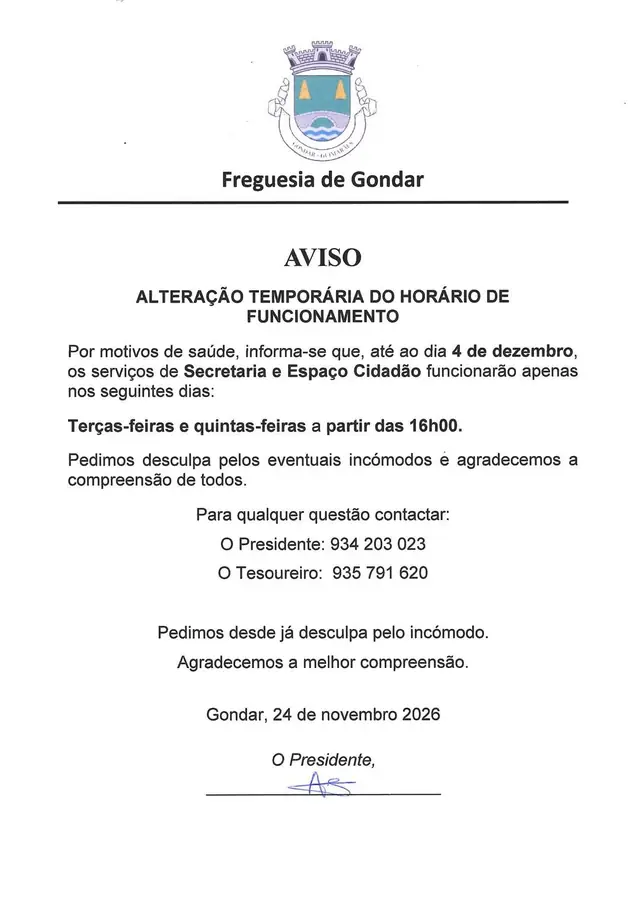 GONDAR - GUIMARÃES
Freguesia de Gondar
AVISO
ALTERAÇÃO TEMPORÁRIA DO HORÁRIO DE
FUNCIONAMENTO
Por motivos de saúde, informa-se que, até ao dia 4 de dezembro,
os serviços de Secretaria e Espaço Cidadão funcionarão apenas
nos seguintes dias:
Terças-feiras e quintas-feiras a partir das 16h00.
Pedimos desculpa pelos eventuais incómodos e agradecemos a
compreensão de todos.
Para qualquer questão contactar:
O Presidente: 934 203 023
O Tesoureiro: 935 791 620
Pedimos desde já desculpa pelo incómodo.
Agradecemos a melhor compreensão.
Gondar, 24 de novembro 2026
O Presidente,